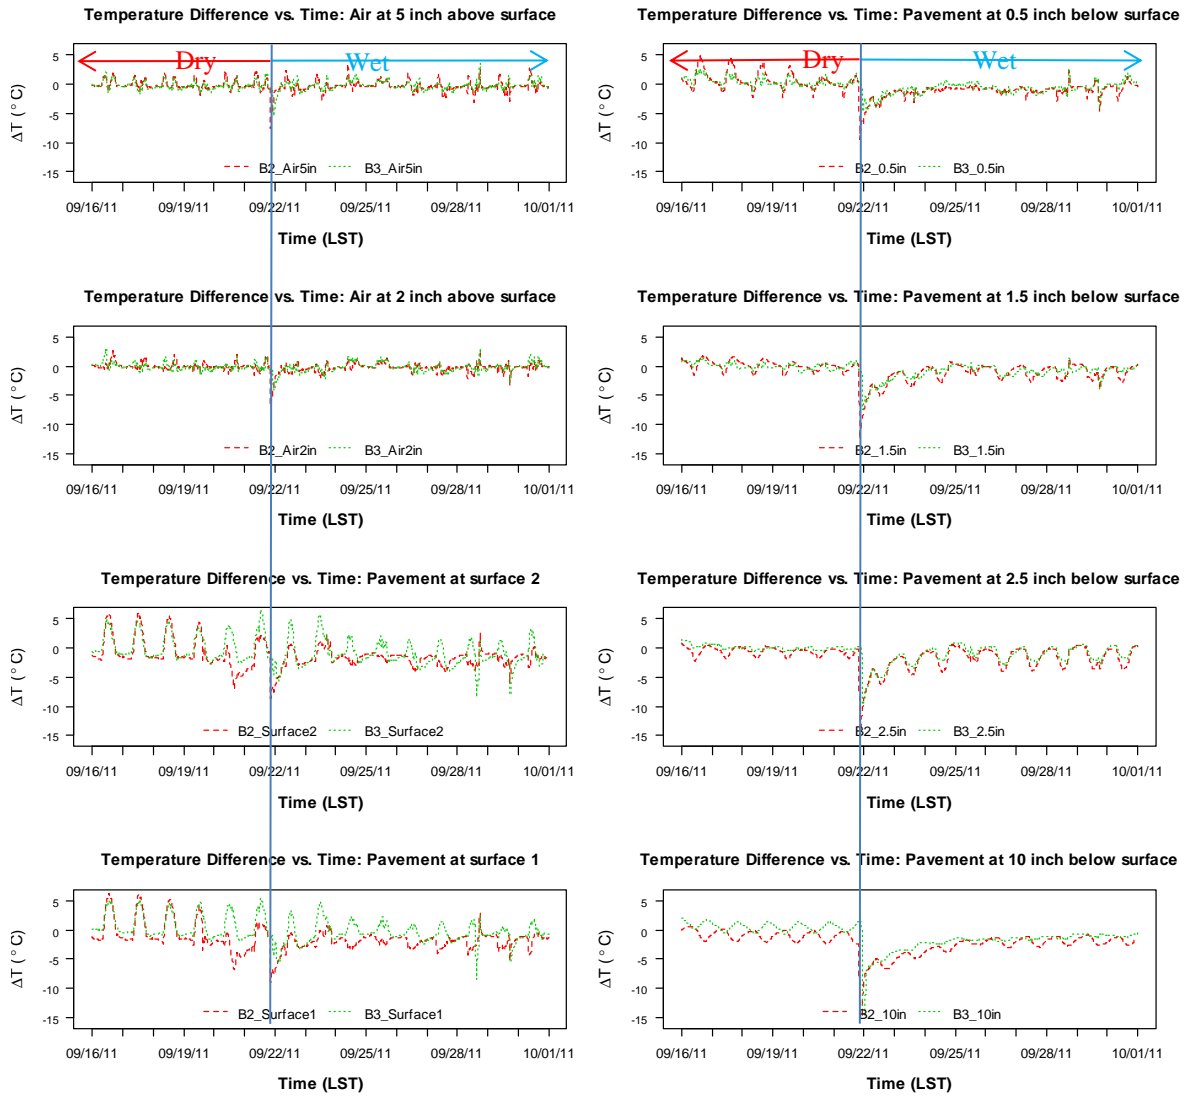 Temperature Difference vs. Time: Air at 5 inch above surface
Dry
Wet
5
0
-5
-10
-15
ΔT (° C)
B2_Air5in
B3_Air5in
09/16/11
09/19/11
09/22/11
09/25/11
09/28/11
10/01/11
Time (LST)
Temperature Difference vs. Time: Pavement at 0.5 inch below surface
Dry
Wet
5
0
-5
-10
-15
ΔT (° C)
B2_0.5in
B3_0.5in
09/16/11
09/19/11
09/22/11
09/25/11
09/28/11
10/01/11
Time (LST)
Temperature Difference vs. Time: Air at 2 inch above surface
5
0
-5
-10
-15
ΔT (° C)
B2_Air2in
B3_Air2in
09/16/11
09/19/11
09/22/11
09/25/11
09/28/11
10/01/11
Time (LST)
Temperature Difference vs. Time: Pavement at 1.5 inch below surface
5
0
-5
-10
-15
ΔT (° C)
B2_1.5in
B3_1.5in
09/16/11
09/19/11
09/22/11
09/25/11
09/28/11
10/01/11
Time (LST)
Temperature Difference vs. Time: Pavement at surface 2
5
0
-5
-10
-15
ΔT (° C)
B2_Surface2
B3_Surface2
09/16/11
09/19/11
09/22/11
09/25/11
09/28/11
10/01/11
Time (LST)
Temperature Difference vs. Time: Pavement at 2.5 inch below surface
5
0
-5
-10
-15
ΔT (° C)
B2_2.5in
B3_2.5in
09/16/11
09/19/11
09/22/11
09/25/11
09/28/11
10/01/11
Time (LST)
Temperature Difference vs. Time: Pavement at surface 1
5
0
-5
-10
-15
ΔT (° C)
B2_Surface1
B3_Surface1
09/16/11
09/19/11
09/22/11
09/25/11
09/28/11
10/01/11
Time (LST)
Temperature Difference vs. Time: Pavement at 10 inch below surface
5
0
-5
-10
-15
ΔT (° C)
B2_10in
B3_10in
09/16/11
09/19/11
09/22/11
09/25/11
09/28/11
10/01/11
Time (LST)